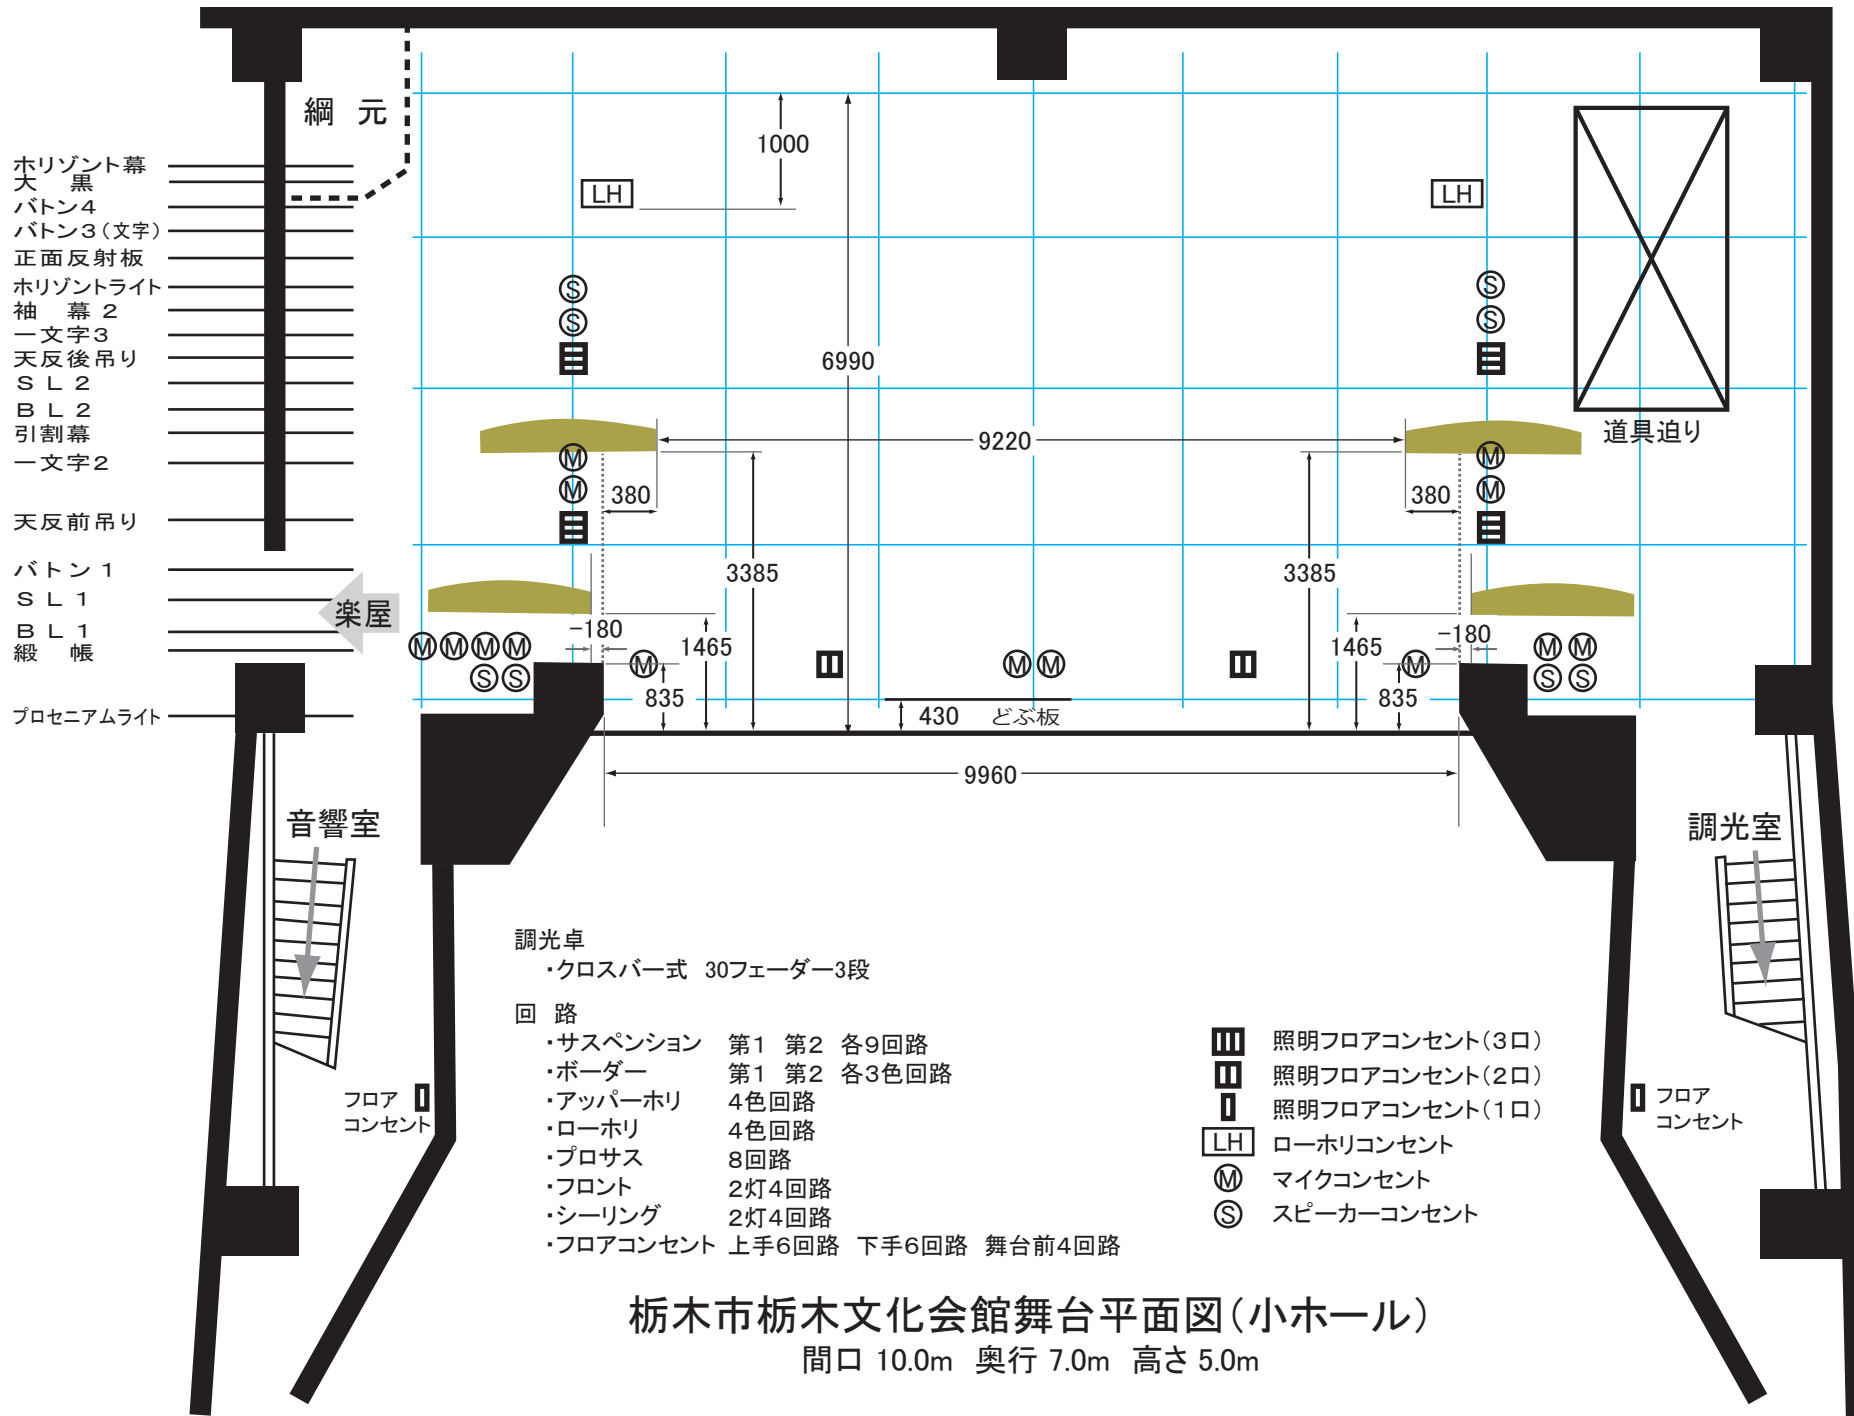 綱 元
ホリゾント幕
大 黒
バトン4
バトン3(文字)
正面反射板
ホリゾントライト
袖 幕 2
一文字3
天反後吊り
ＳＬ2
ＢＬ2
引割幕
一文字2
天反前吊り
バトン1
ＳＬ1
ＢＬ1
緞 帳
プロセニアムライト
楽屋
1000
LH
LH
S
S
S
S
6990
道具迫り
9220
M
M
M
M
380
380
3385
3385
-180
-180
1465
1465
M M M M
S S
M
M M
M
M M
S S
835
835
430 どぶ板
9960
音響室
調光室
調光卓
・クロスバー式 30フェーダー3段
回 路
・サスペンション 第1 第2 各9回路
・ボーダー 第1 第2 各3色回路
・アッパーホリ 4色回路
・ローホリ 4色回路
・プロサス 8回路
・フロント 2灯4回路
・シーリング 2灯4回路
・フロアコンセント 上手6回路 下手6回路 舞台前4回路
照明フロアコンセント(3口)
照明フロアコンセント(2口)
照明フロアコンセント(1口)
LH ローホリコンセント
M マイクコンセント
S スピーカーコンセント
フロア
コンセント
フロア
コンセント
栃木市栃木文化会館舞台平面図(小ホール)
間口 10.0m 奥行 7.0m 高さ 5.0m